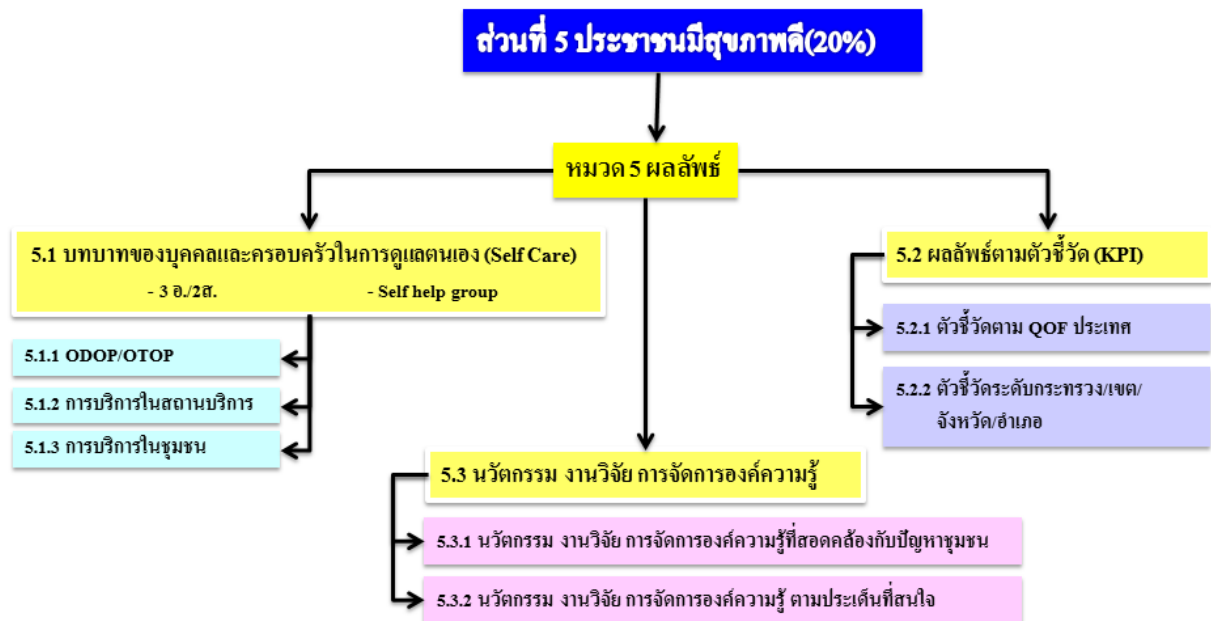 ส่วนที่ 5 ประชาชนมีสุขภาพดี(20%)
หมวด 5 ผลลัพธ์
5.1 บทบาทของบุคคลและครอบครัวในการดูแลตนเอง (Self Care)
- 3 อ./2ส. - Self help group
5.1.1 ODOP/OTOP
5.1.2 การบริการในสถานบริการ
5.1.3 การบริการในชุมชน
5.2 ผลลัพธ์ตามตัวชี้วัด (KPI)
5.2.1 ตัวชี้วัดตาม QOF ประเทศ
5.2.2 ตัวชี้วัดระดับกระทรวง/เขต/
จังหวัด/อำเภอ
5.3 นวัตกรรม งานวิจัย การจัดการองค์ความรู้
5.3.1 นวัตกรรม งานวิจัย การจัดการองค์ความรู้ที่สอดคล้องกับปัญหาชุมชน
5.3.2 นวัตกรรม งานวิจัย การจัดการองค์ความรู้ ตามประเด็นที่สนใจ